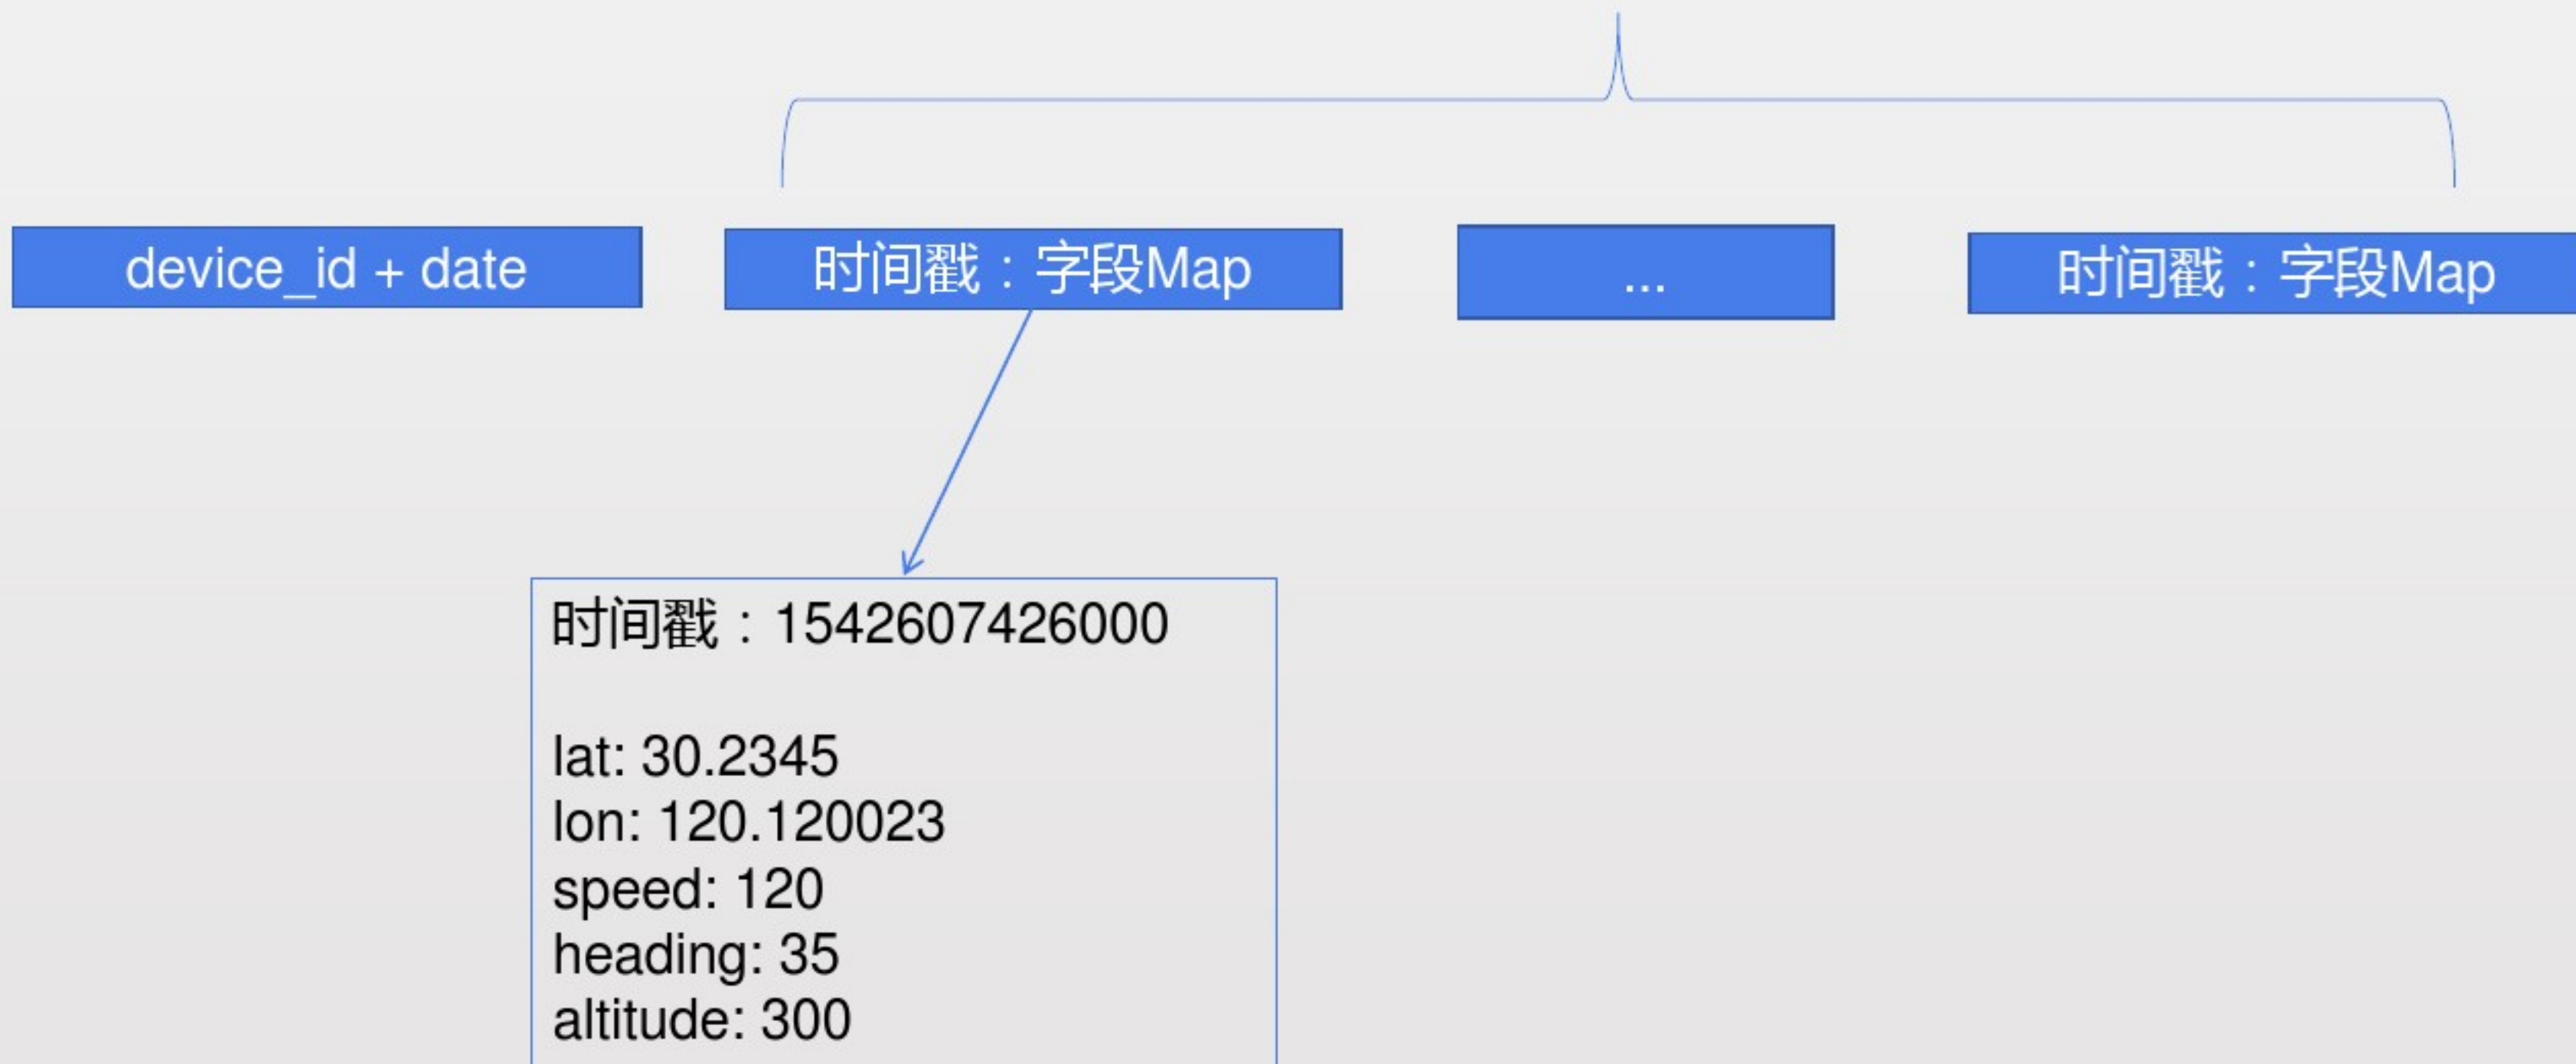 device_id + date
时间戳：字段Map
...
时间戳：字段Map
时间戳：1542607426000
lat: 30.2345
lon: 120.120023
speed: 120
heading: 35
altitude: 300